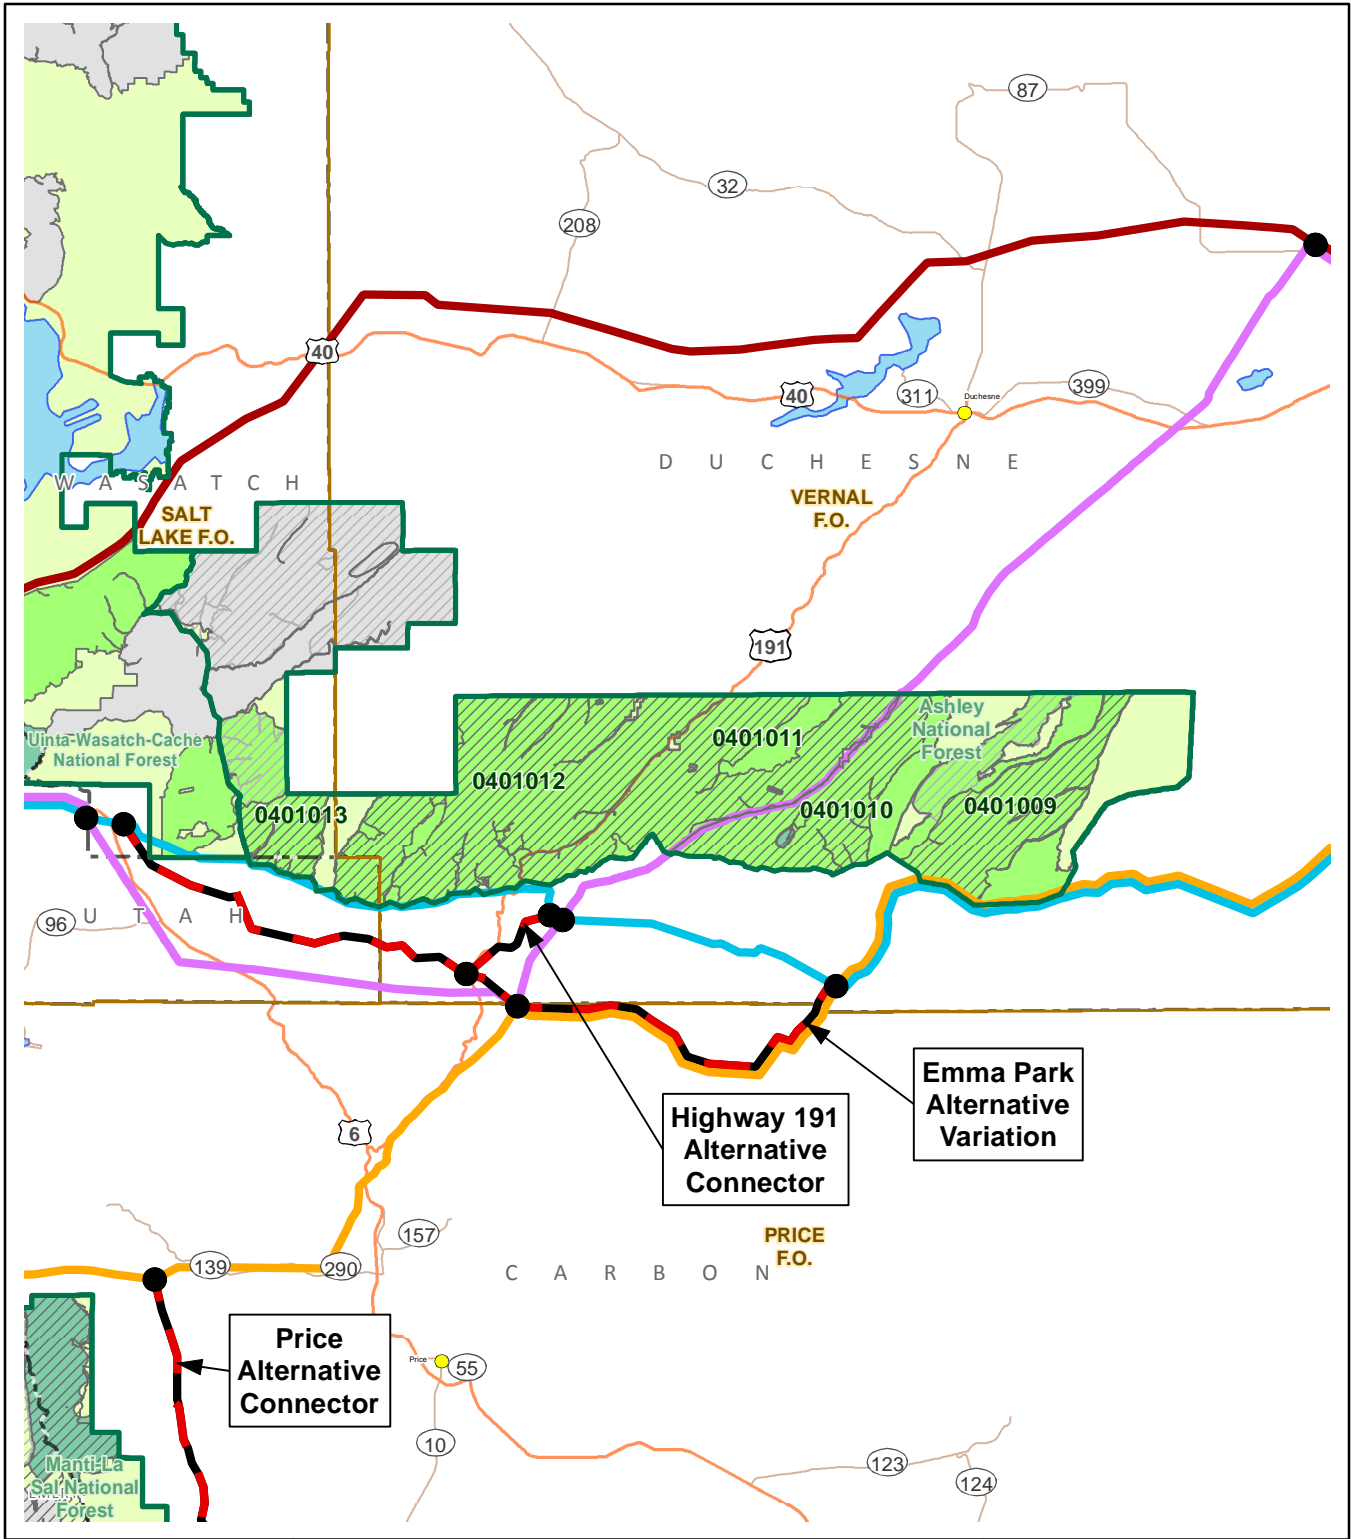 87
32
208
40
40
311
399
Duchesne
D U C H E S N E
W A S A T C H
SALT
LAKE F.O.
VERNAL
F.O.
191
Ashley
National
Forest
Uinta-Wasatch-Cache
National Forest
0401011
0401012
0401010
0401009
0401013
96
U T A H
Emma Park
Alternative
Variation
Highway 191
Alternative
Connector
6
157
PRICE
F.O.
139
290
C A R B O N
Price
Alternative
Connector
Price
55
10
123
124
Manti-La
Sal National
Forest